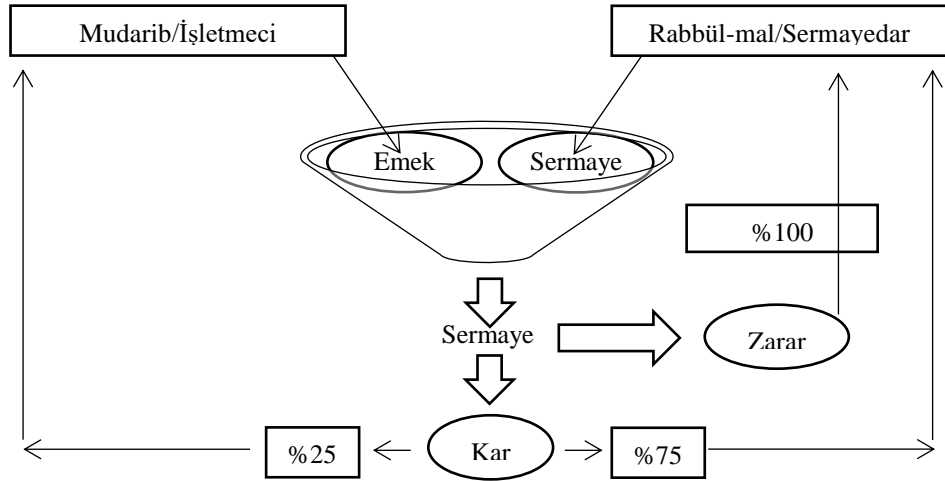 Mudarib/İşletmeci
Rabbül-mal/Sermayedar
Emek
Sermaye
%100
Sermaye
Zarar
%25
Kar
%75